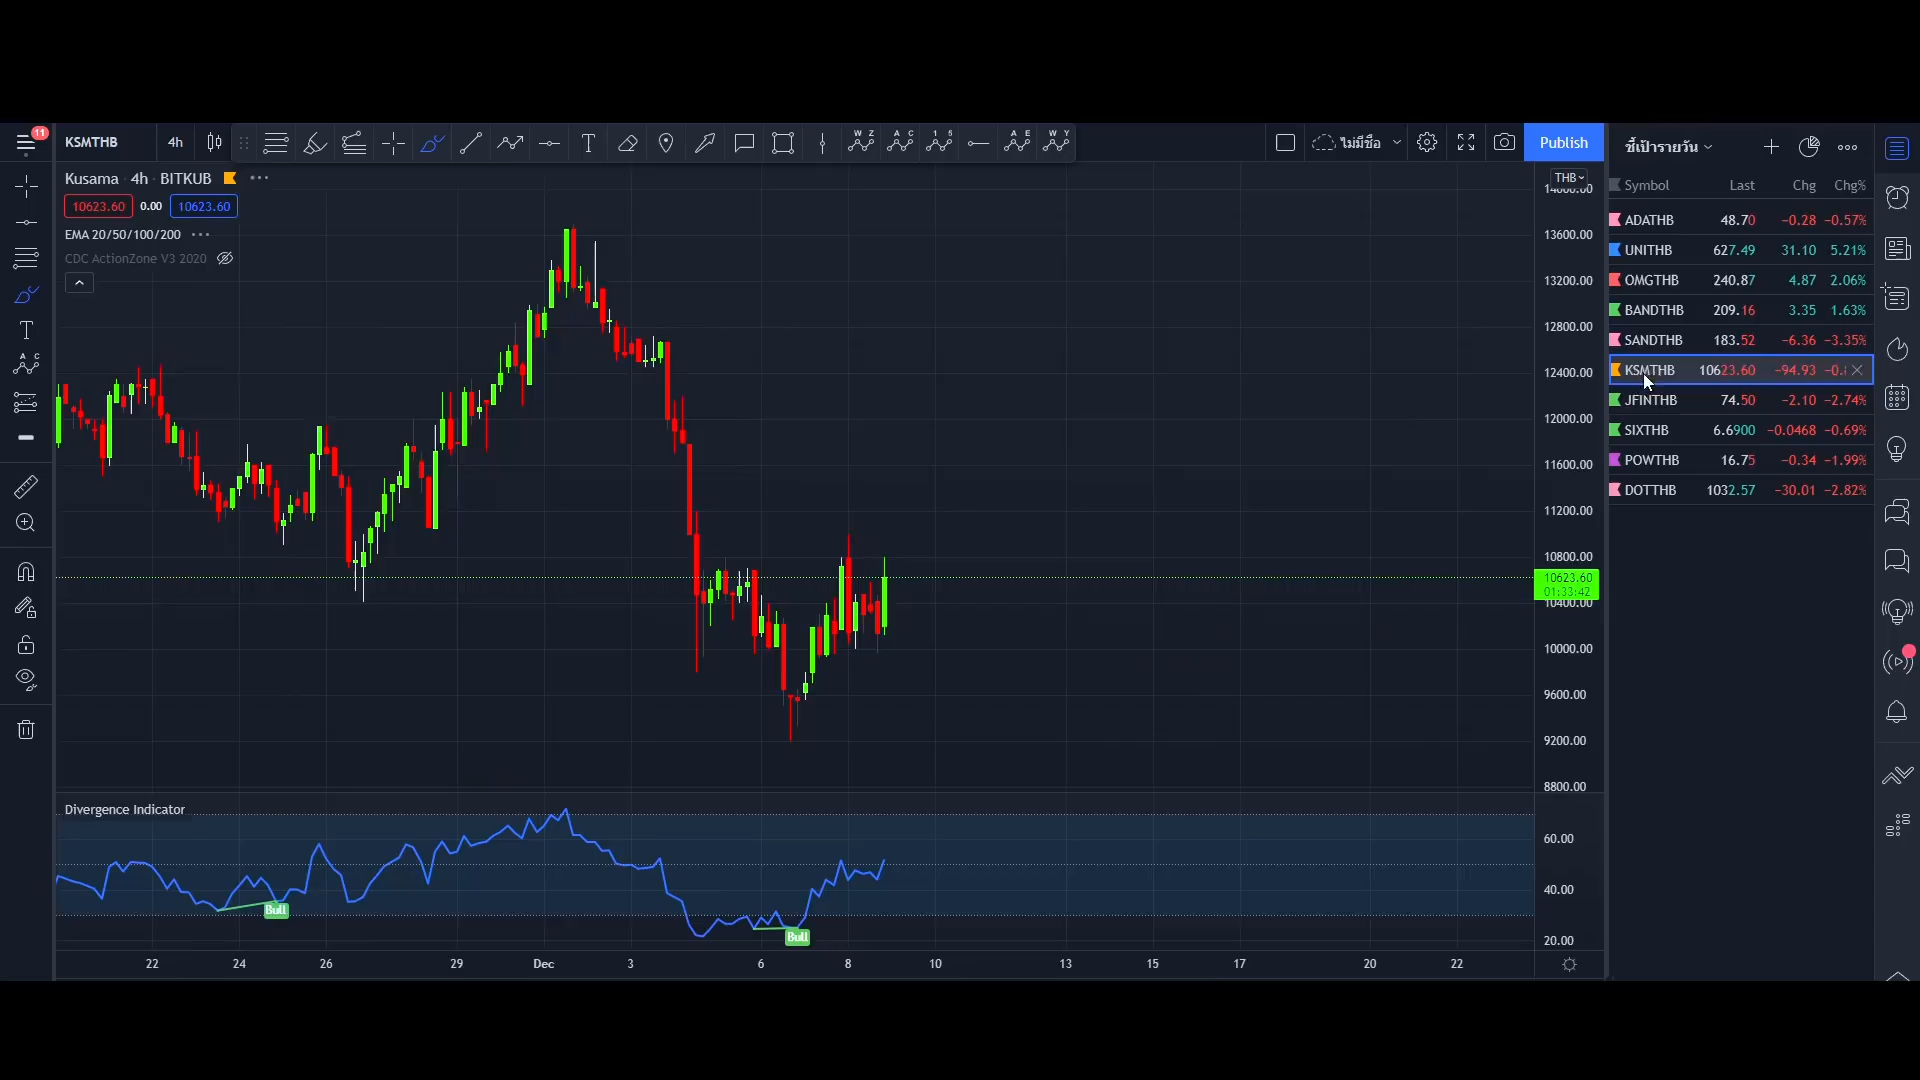 11
KSMTHB 4h ไม่มีชื่อ Publish ชี้เป้ารายวัน
Kusama · 4h · BITKUB
10623.60 0.00 10623.60
EMA 20/50/100/200
CDC ActionZone V3 2020
THB
14000.00
13600.00
13200.00
12800.00
12400.00
12000.00
11600.00
11200.00
10800.00
10623.60
01:33:42
10400.00
10000.00
9600.00
9200.00
8800.00
Divergence Indicator
Bull
Bull
60.00
40.00
20.00
22 24 26 29 Dec 3 6 8 10 13 15 17 20 22
Symbol Last Chg Chg%
ADATHB 48.70 −0.28 −0.57%
UNITHB 627.49 31.10 5.21%
OMGTHB 240.87 4.87 2.06%
BANDTHB 209.16 3.35 1.63%
SANDTHB 183.52 −6.36 −3.35%
KSMTHB 10623.60 −94.93
JFINTHB 74.50 −2.10 −2.74%
SIXTHB 6.6900 −0.0468 −0.69%
POWTHB 16.75 −0.34 −1.99%
DOTTHB 1032.57 −30.01 −2.82%